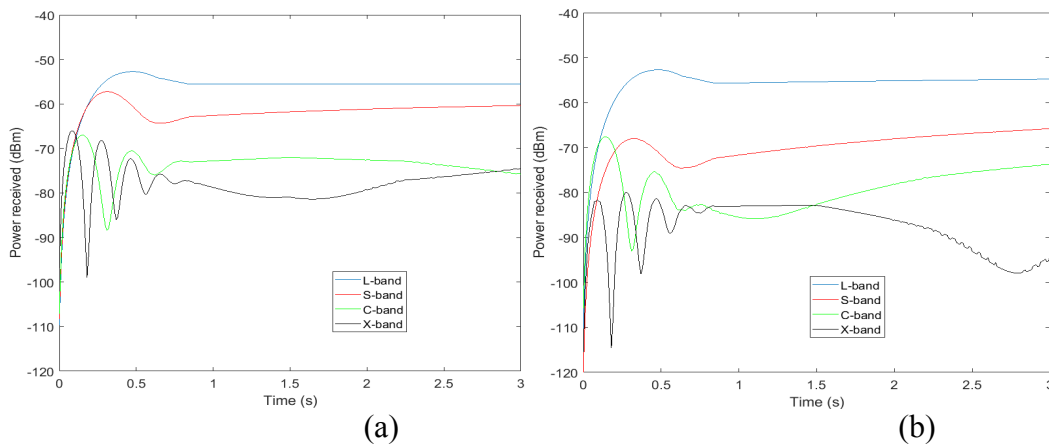 -40
-50
-60
-70
-80
-90
-100
-110
-120
Power received (dBm)
0 0.5 1 1.5 2 2.5 3
Time (s)
L-band
S-band
C-band
X-band
(a)
-40
-50
-60
-70
-80
-90
-100
-110
-120
Power received (dBm)
0 0.5 1 1.5 2 2.5 3
Time (s)
L-band
S-band
C-band
X-band
(b)